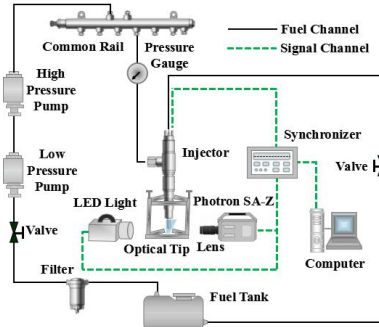 Fuel Channel
Signal Channel
Common Rail
Pressure
Gauge
High
Pressure
Pump
Injector
Synchronizer
Low
Pressure
Pump
Valve
LED Light
Photron SA-Z
Valve
Optical Tip
Lens
Computer
Filter
Fuel Tank